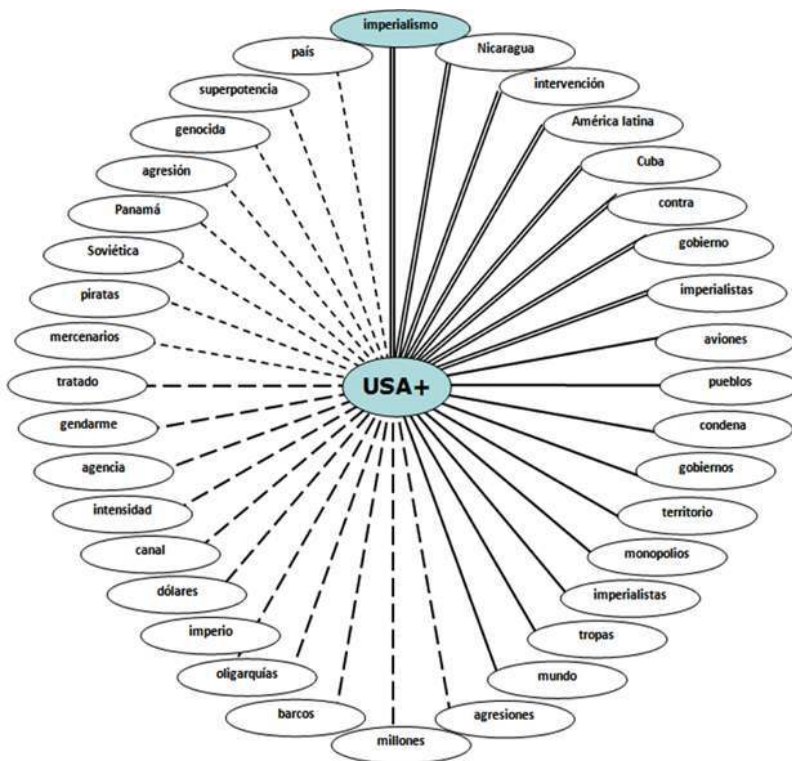 imperialismo
Nicaragua
intervención
América latina
Cuba
contra
gobierno
imperialistas
aviones
pueblos
condena
gobiernos
territorio
monopolios
imperialistas
tropas
mundo
agresiones
millones
barcos
oligarquías
imperio
dólares
canal
intensidad
agencia
gendarme
tratado
mercenarios
piratas
Soviética
Panamá
agresión
genocida
superpotencia
país
USA+